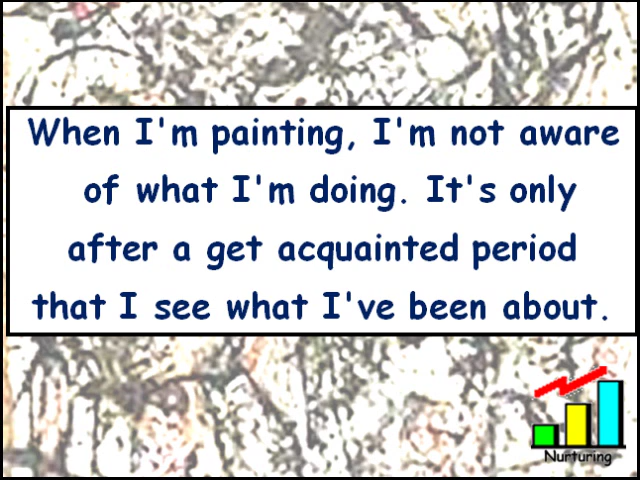 When I'm painting, I'm not aware
of what I'm doing. It's only
after a get acquainted period
that I see what I've been about.
Nurturing